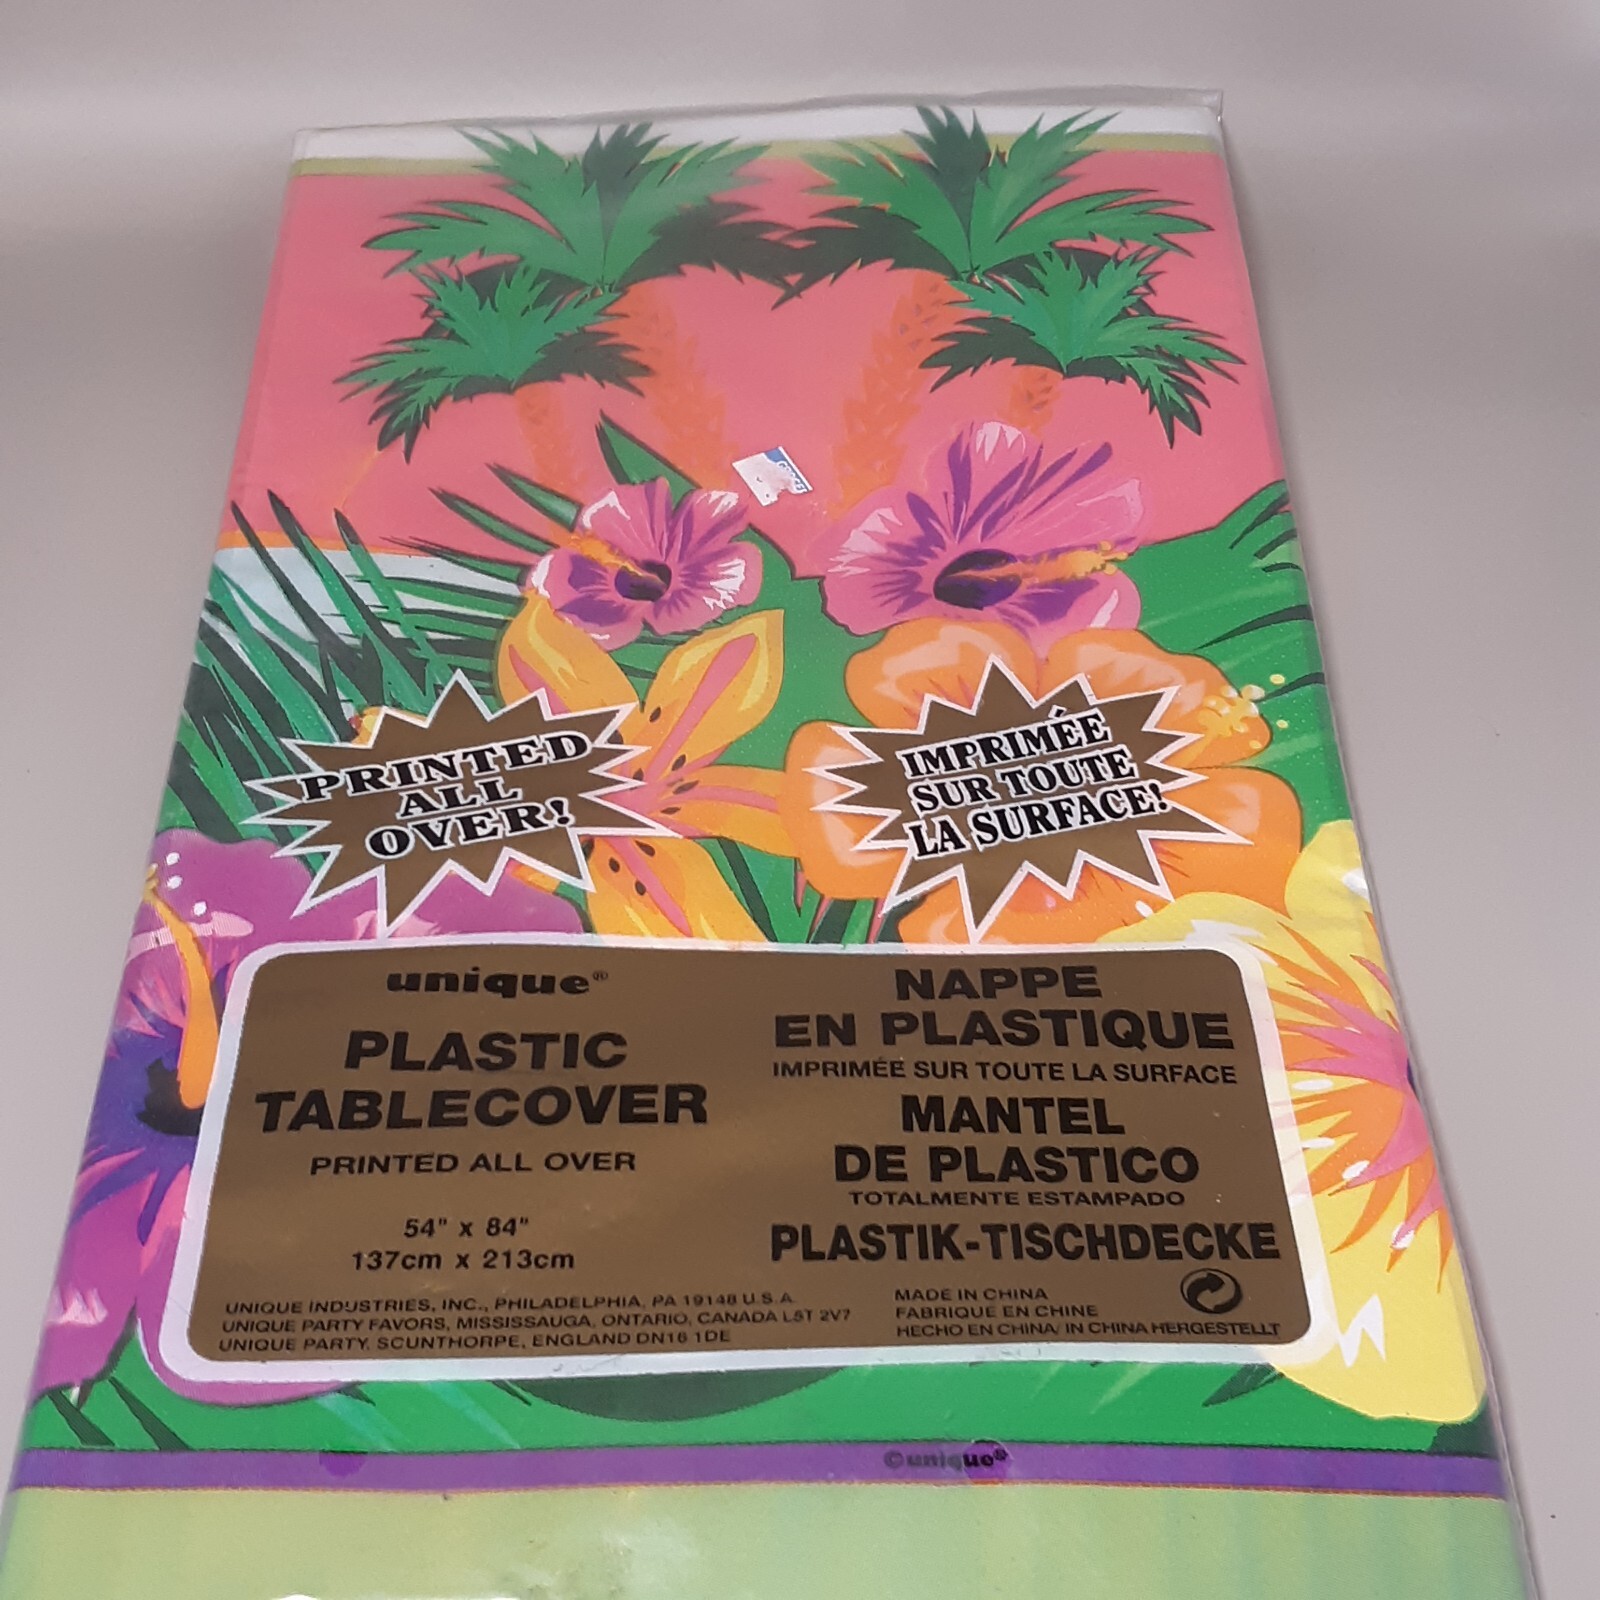 PRINTED
ALL
OVER!
IMPRIMÉE
SUR TOUTE
LA SURFACE!
unique®
PLASTIC
TABLECOVER
PRINTED ALL OVER
54" x 84"
137cm x 213cm
UNIQUE INDUSTRIES, INC., PHILADELPHIA, PA 19148 U.S.A.
UNIQUE PARTY FAVORS, MISSISSAUGA, ONTARIO, CANADA L5T 2V7
UNIQUE PARTY, SCUNTHORPE, ENGLAND DN16 1DE
NAPPE
EN PLASTIQUE
IMPRIMÉE SUR TOUTE LA SURFACE
MANTEL
DE PLASTICO
TOTALMENTE ESTAMPADO
PLASTIK-TISCHDECKE
MADE IN CHINA
FABRIQUE EN CHINE
HECHO EN CHINA/ IN CHINA HERGESTELLT
©unique®